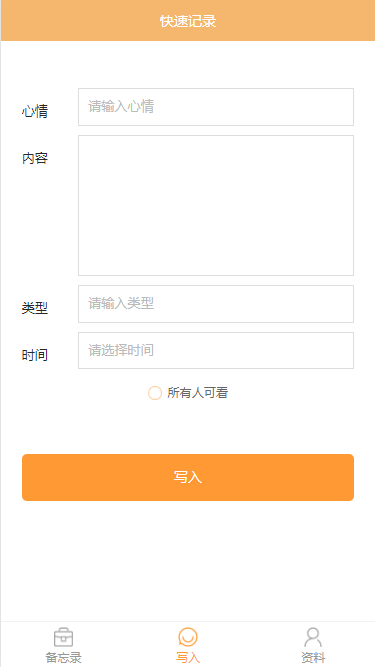 快速记录
心情 请输入心情
内容
类型 请输入类型
时间 请选择时间
所有人可看
写入
备忘录 写入 资料